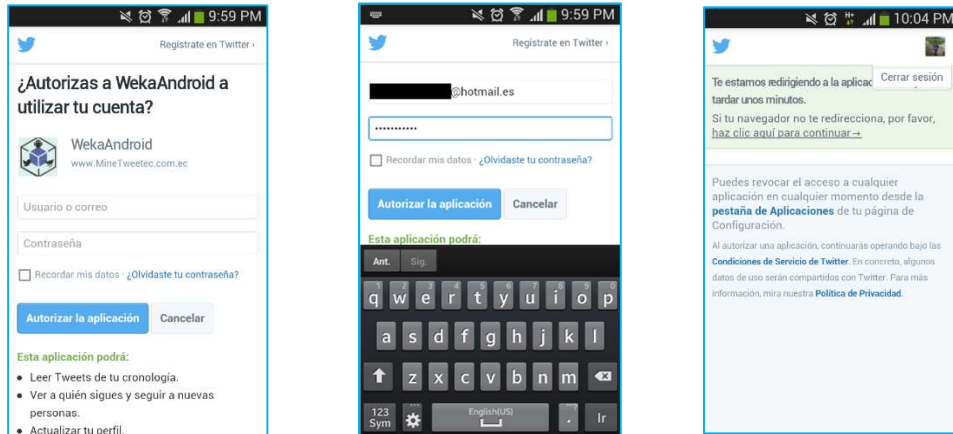 9:59 PM
Regístrate en Twitter ›
¿Autorizas a WekaAndroid a
utilizar tu cuenta?
WekaAndroid
www.MineTweetec.com.ec
Usuario o correo
Contraseña
Recordar mis datos · ¿Olvidaste tu contraseña?
Autorizar la aplicación
Cancelar
Esta aplicación podrá:
• Leer Tweets de tu cronología.
• Ver a quién sigues y seguir a nuevas
personas.
• Actualizar tu perfil.
9:59 PM
Regístrate en Twitter ›
@hotmail.es
Recordar mis datos · ¿Olvidaste tu contraseña?
Autorizar la aplicación
Cancelar
Esta aplicación podrá:
Ant.
Sig.
q w e r t y u i o p
a s d f g h j k l
z x c v b n m
123
Sym
English(US)
.
Ir
10:04 PM
Cerrar sesión
Te estamos redirigiendo a la aplicac
tardar unos minutos.
Si tu navegador no te redirecciona, por favor,
haz clic aquí para continuar→
Puedes revocar el acceso a cualquier
aplicación en cualquier momento desde la
pestaña de Aplicaciones de tu página de
Configuración.
Al autorizar una aplicación, continuarás operando bajo las
Condiciones de Servicio de Twitter. En concreto, algunos
datos de uso serán compartidos con Twitter. Para más
información, mira nuestra Política de Privacidad.